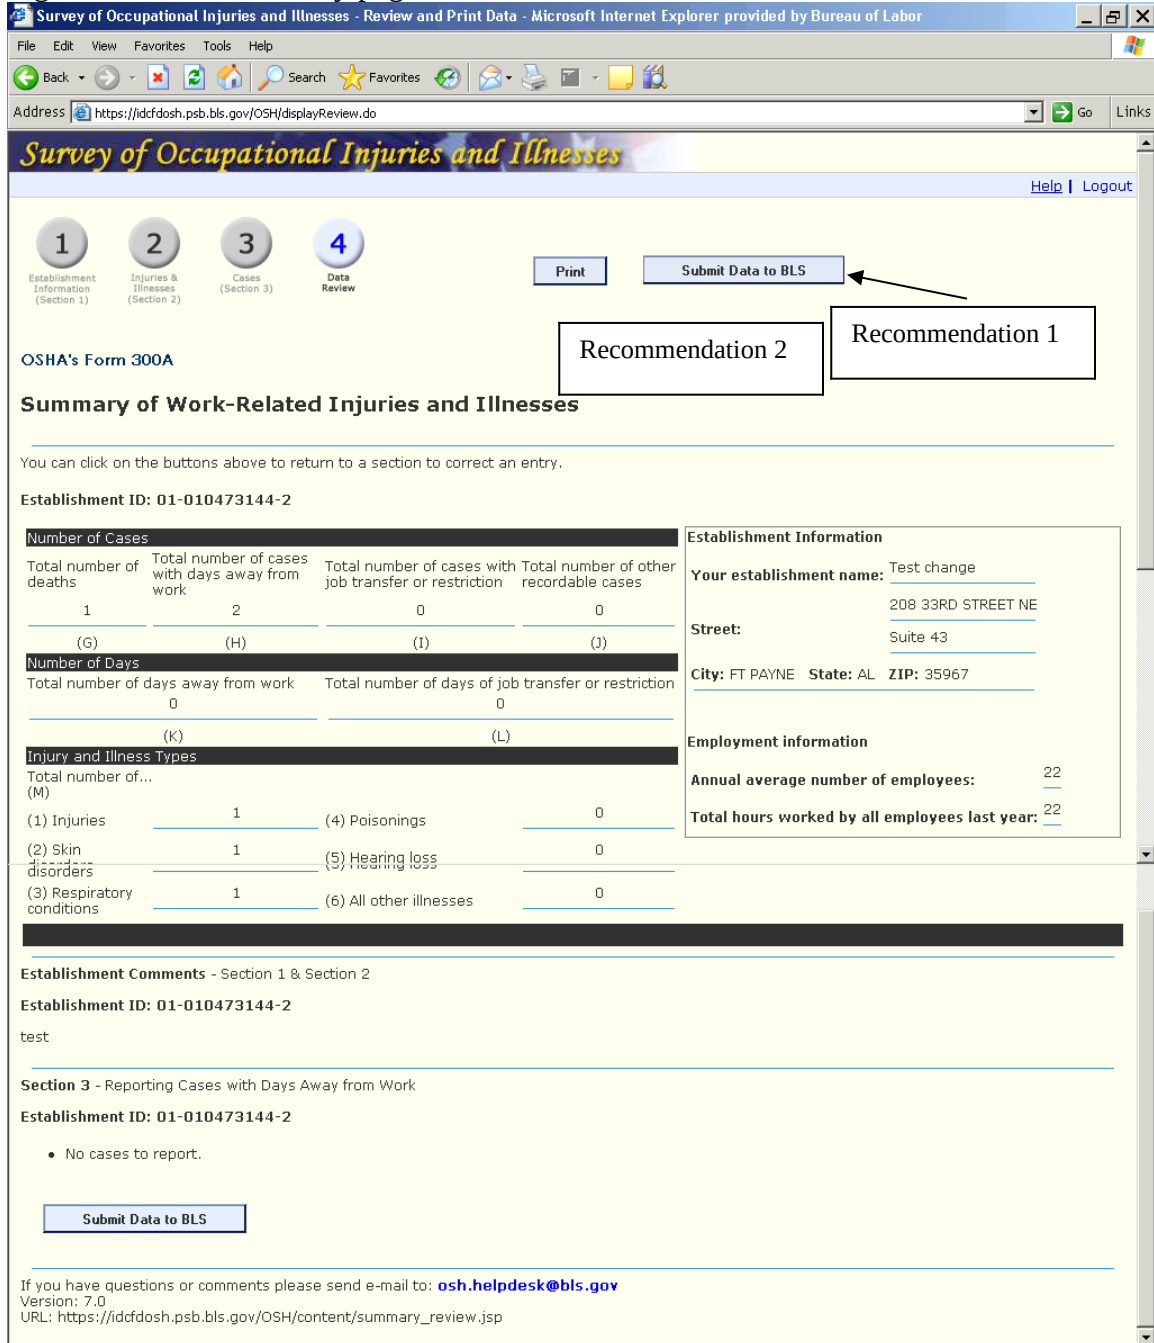 Survey of Occupational Injuries and Illnesses - Review and Print Data - Microsoft Internet Explorer provided by Bureau of Labor
File Edit View Favorites Tools Help
Back Search Favorites
Address https://idcfdosh.psb.bls.gov/OSH/displayReview.do Go Links
Survey of Occupational Injuries and Illnesses
Help | Logout
1 2 3 4
Establishment Information (Section 1)
Injuries & Illnesses (Section 2)
Cases (Section 3)
Data Review
Print Submit Data to BLS
Recommendation 1
Recommendation 2
OSHA's Form 300A
Summary of Work-Related Injuries and Illnesses
You can click on the buttons above to return to a section to correct an entry.
Establishment ID: 01-010473144-2
Number of Cases
Total number of deaths
Total number of cases with days away from work
Total number of cases with job transfer or restriction
Total number of other recordable cases
1 2 0 0
(G) (H) (I) (J)
Number of Days
Total number of days away from work Total number of days of job transfer or restriction
0 0
(K) (L)
Injury and Illness Types
Total number of...
(M)
(1) Injuries 1 (4) Poisonings 0
(2) Skin disorders 1 (5) Hearing loss 0
(3) Respiratory conditions 1 (6) All other illnesses 0
Establishment Information
Your establishment name: Test change
208 33RD STREET NE
Street:
Suite 43
City: FT PAYNE State: AL ZIP: 35967
Employment information
Annual average number of employees: 22
Total hours worked by all employees last year: 22
Establishment Comments - Section 1 & Section 2
Establishment ID: 01-010473144-2
test
Section 3 - Reporting Cases with Days Away from Work
Establishment ID: 01-010473144-2
• No cases to report.
Submit Data to BLS
If you have questions or comments please send e-mail to: osh.helpdesk@bls.gov
Version: 7.0
URL: https://idcfdosh.psb.bls.gov/OSH/content/summary_review.jsp